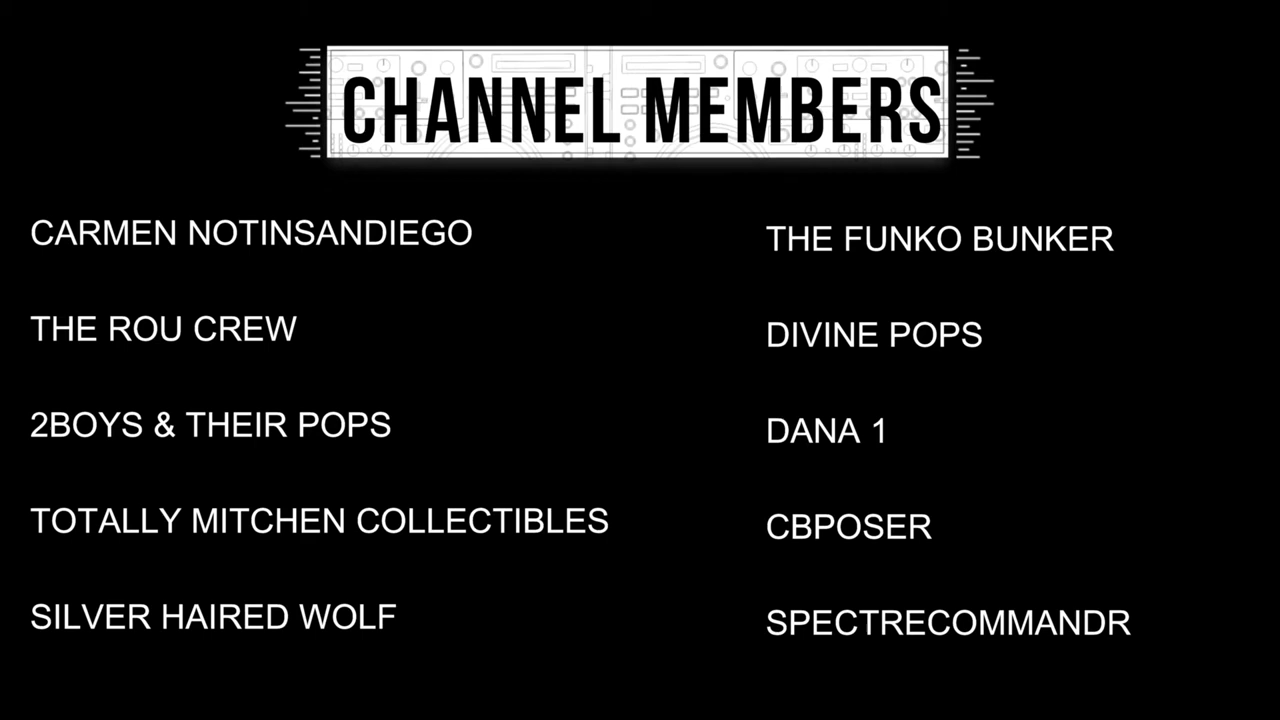 CHANNEL MEMBERS
CARMEN NOTINSANDIEGO
THE ROU CREW
2BOYS & THEIR POPS
TOTALLY MITCHEN COLLECTIBLES
SILVER HAIRED WOLF
THE FUNKO BUNKER
DIVINE POPS
DANA 1
CBPOSER
SPECTRECOMMANDR